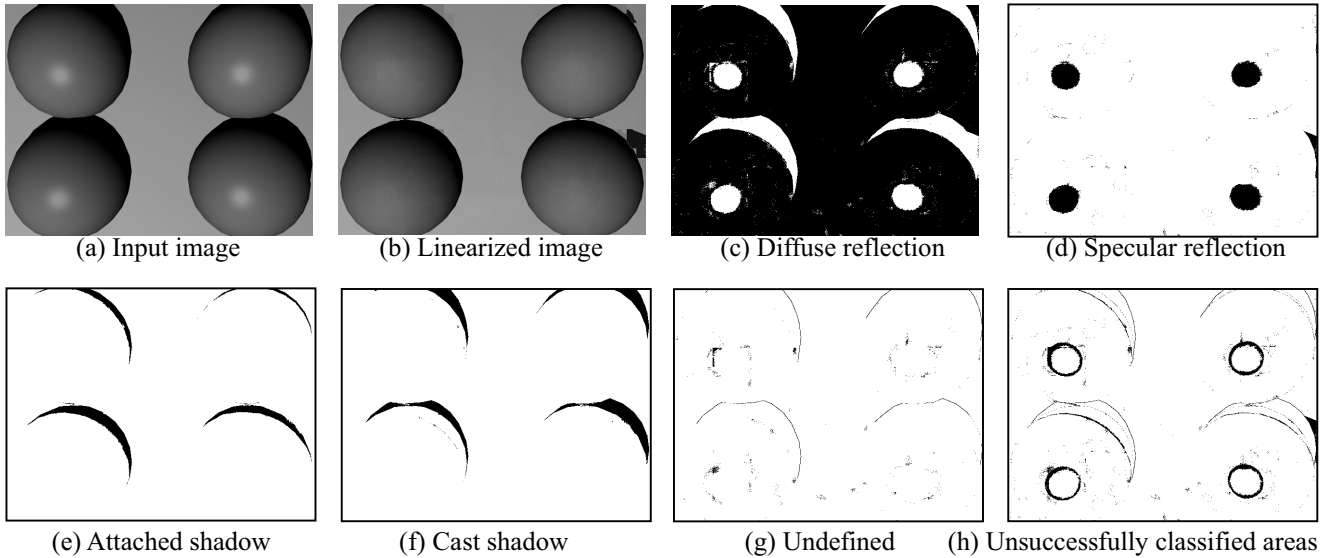 (a) Input image
(b) Linearized image
(c) Diffuse reflection
(d) Specular reflection
(e) Attached shadow
(f) Cast shadow
(g) Undefined
(h) Unsuccessfully classified areas